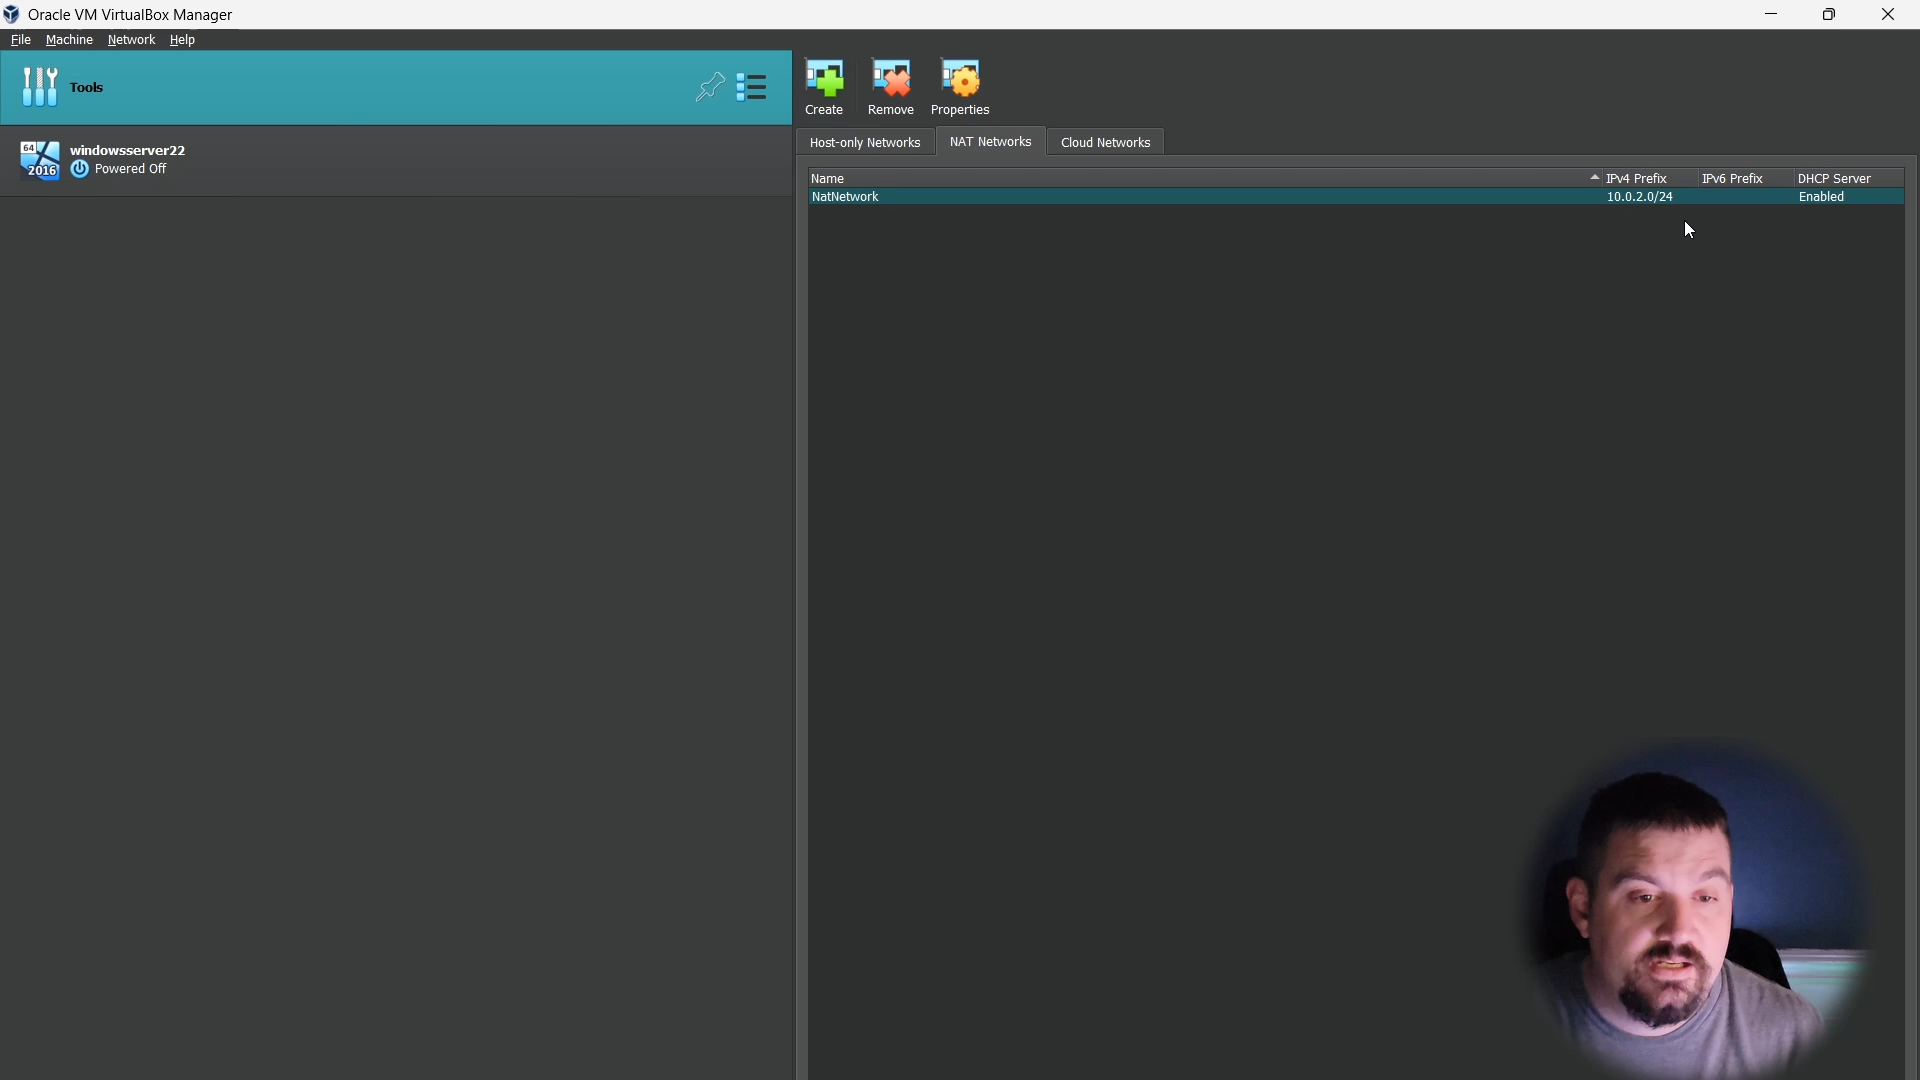 Oracle VM VirtualBox Manager
File Machine Network Help
Tools
64
2016
windowsserver22
Powered Off
Create Remove Properties
Host-only Networks NAT Networks Cloud Networks
Name IPv4 Prefix IPv6 Prefix DHCP Server
NatNetwork 10.0.2.0/24 Enabled